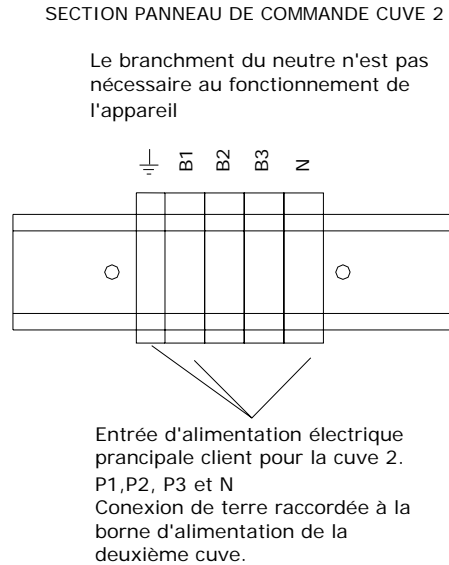 SECTION PANNEAU DE COMMANDE CUVE 2
Le branchment du neutre n'est pas
nécessaire au fonctionnement de
l'appareil
B1 B2 B3 N
Entrée d'alimentation électrique
prancipale client pour la cuve 2.
P1,P2, P3 et N
Conexion de terre raccordée à la
borne d'alimentation de la
deuxième cuve.